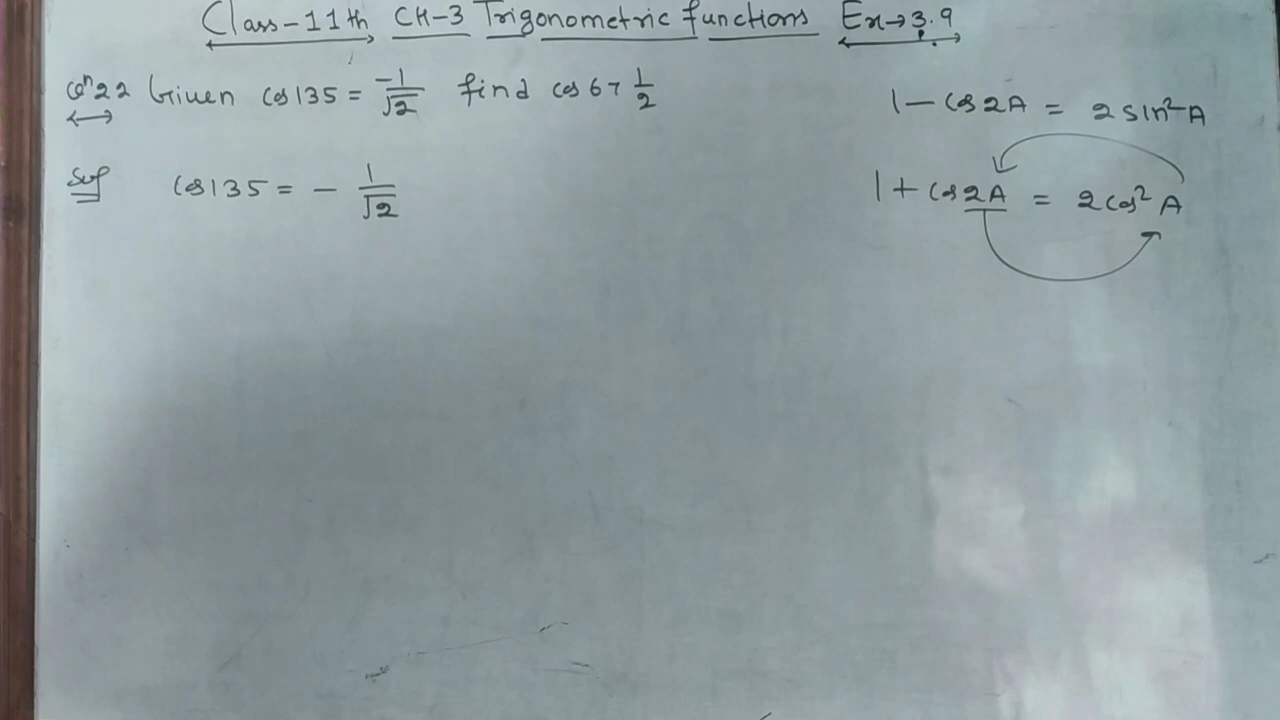 Class-11th CH-3 Trigonometric functions Ex→3.9
Qn22 Given cos135 = -1/√2 find cos 67 1/2
1 - cos2A = 2sin²A
Sol cos135 = - 1/√2
1 + cos2A = 2cos²A